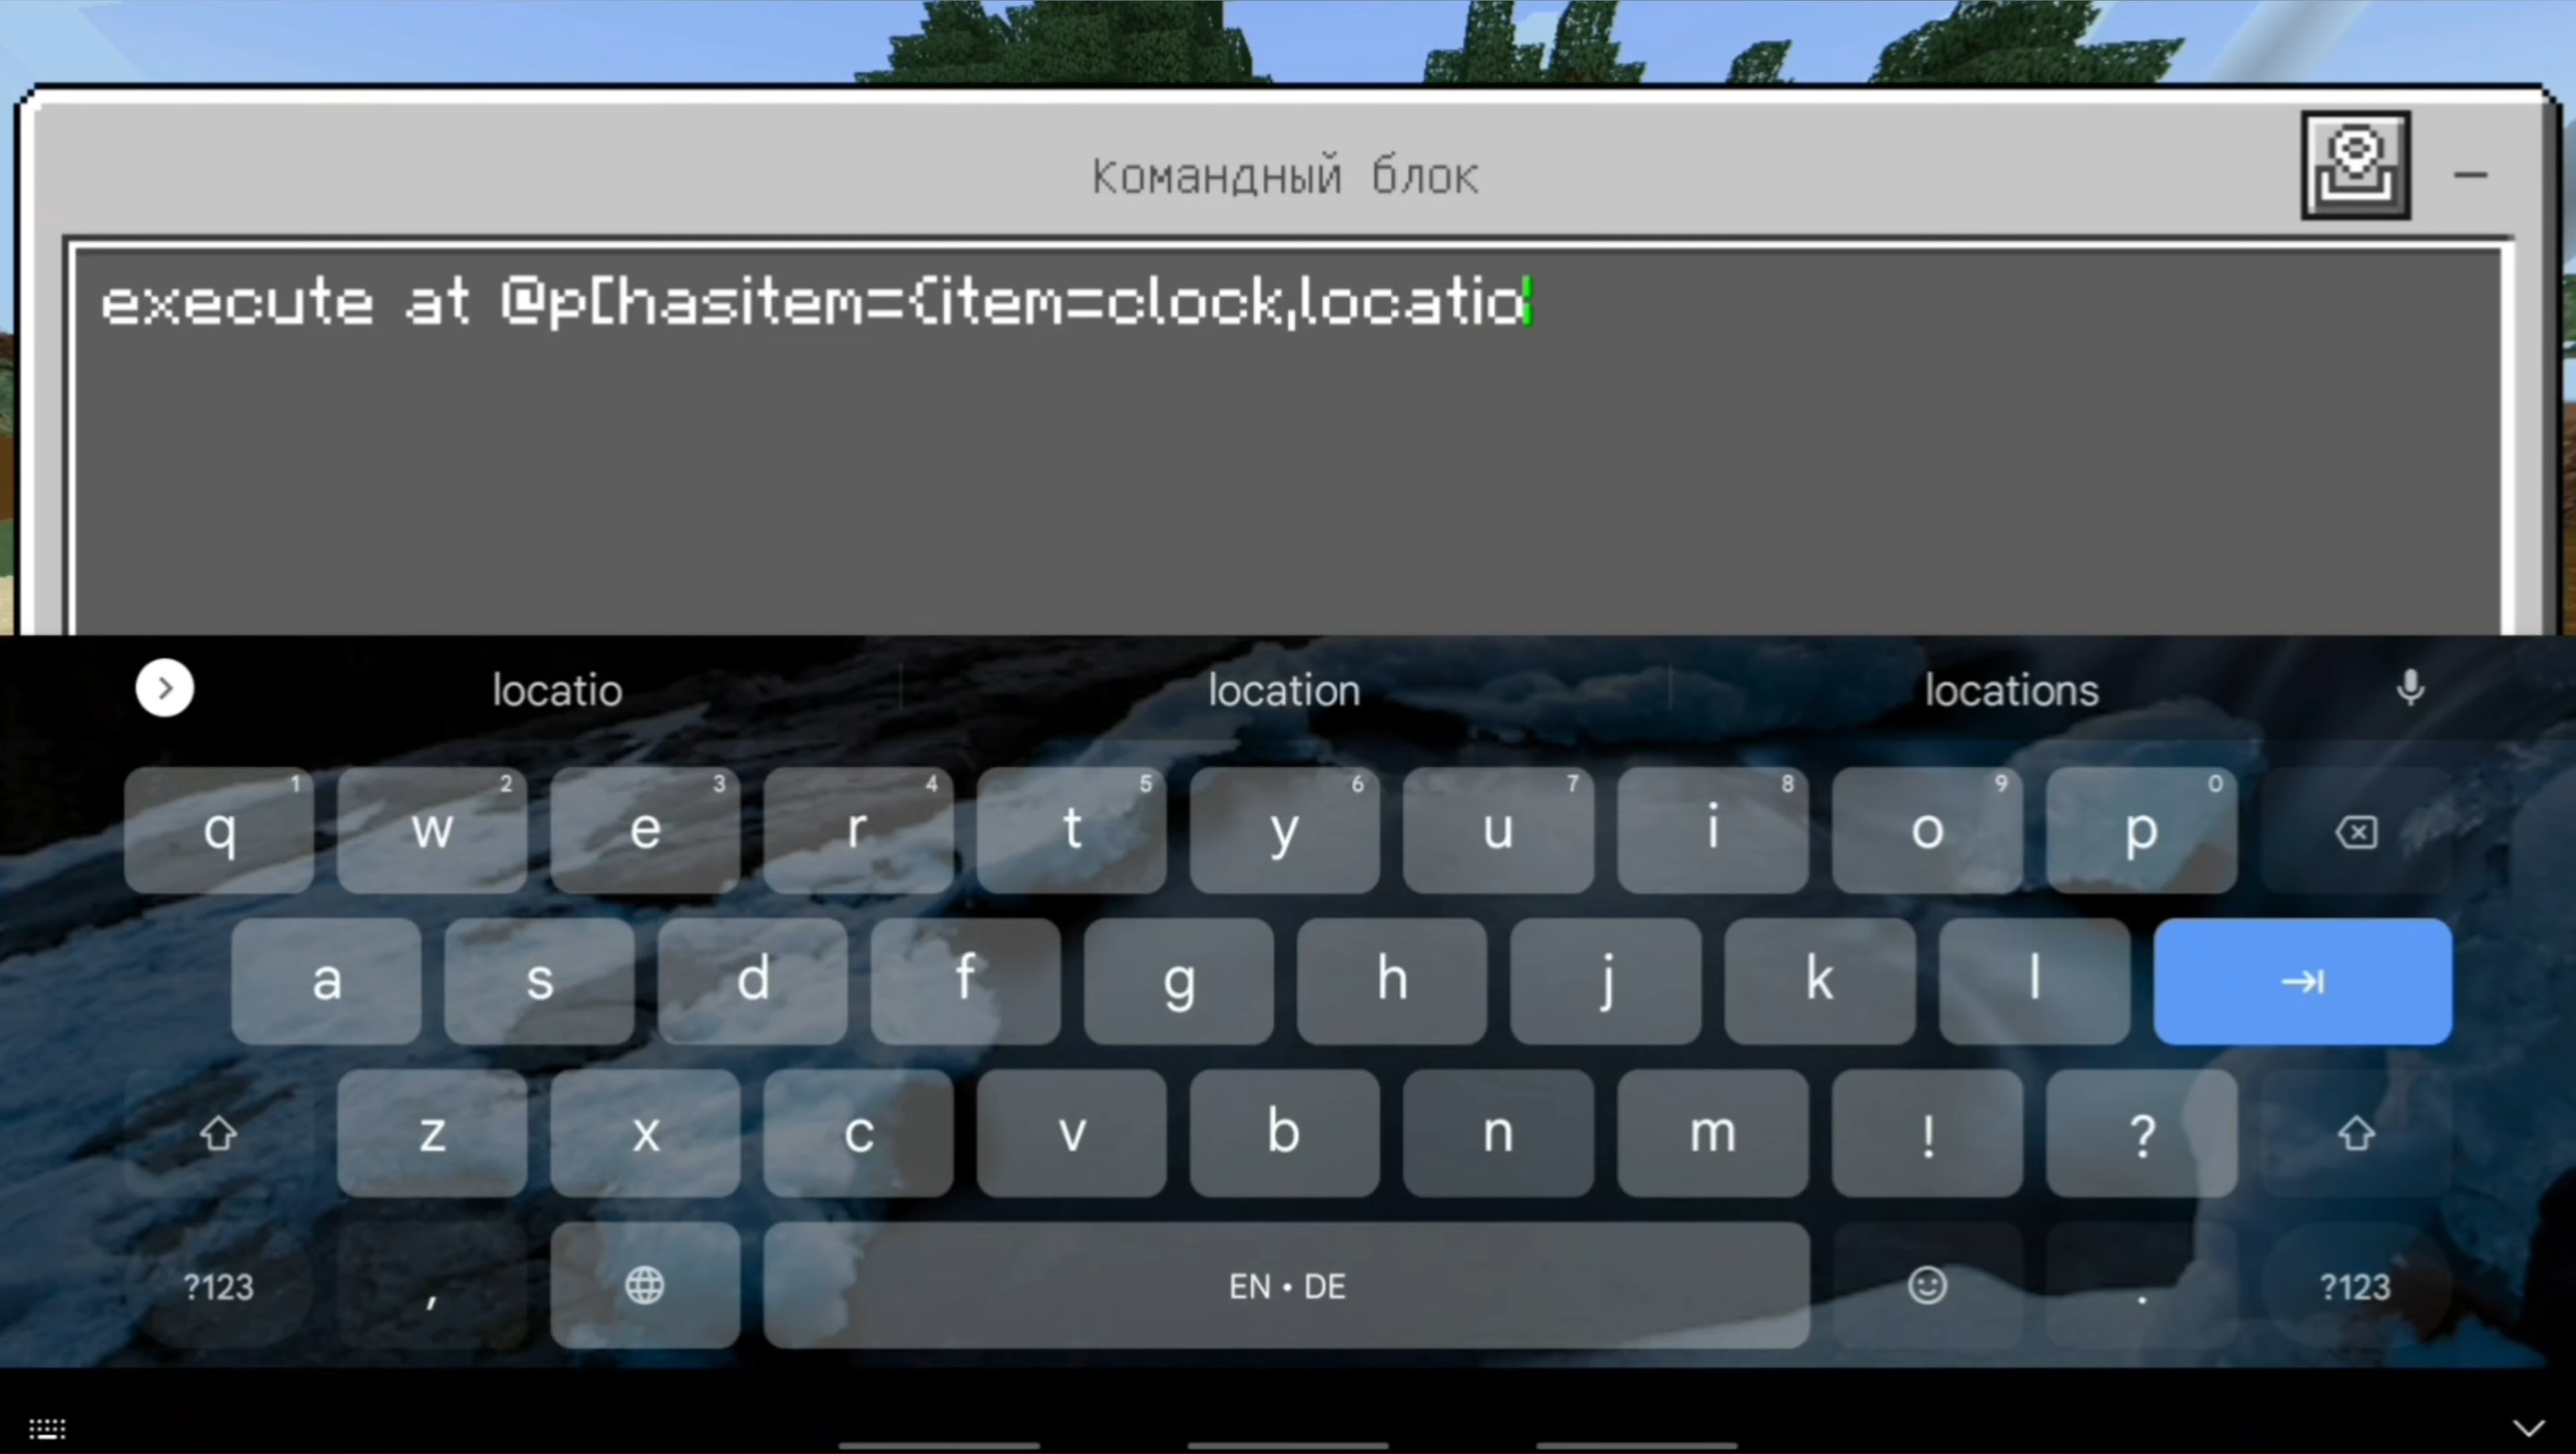 Командный блок
execute at @p[hasitem={item=clock,locatio
locatio location locations
1 2 3 4 5 6 7 8 9 0
q w e r t y u i o p
a s d f g h j k l
z x c v b n m ! ?
?123 , EN • DE . ?123